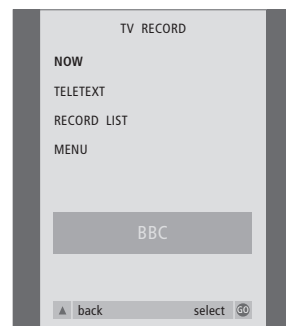 TV RECORD
NOW
TELETEXT
RECORD LIST
MENU
BBC
▲ back select GO